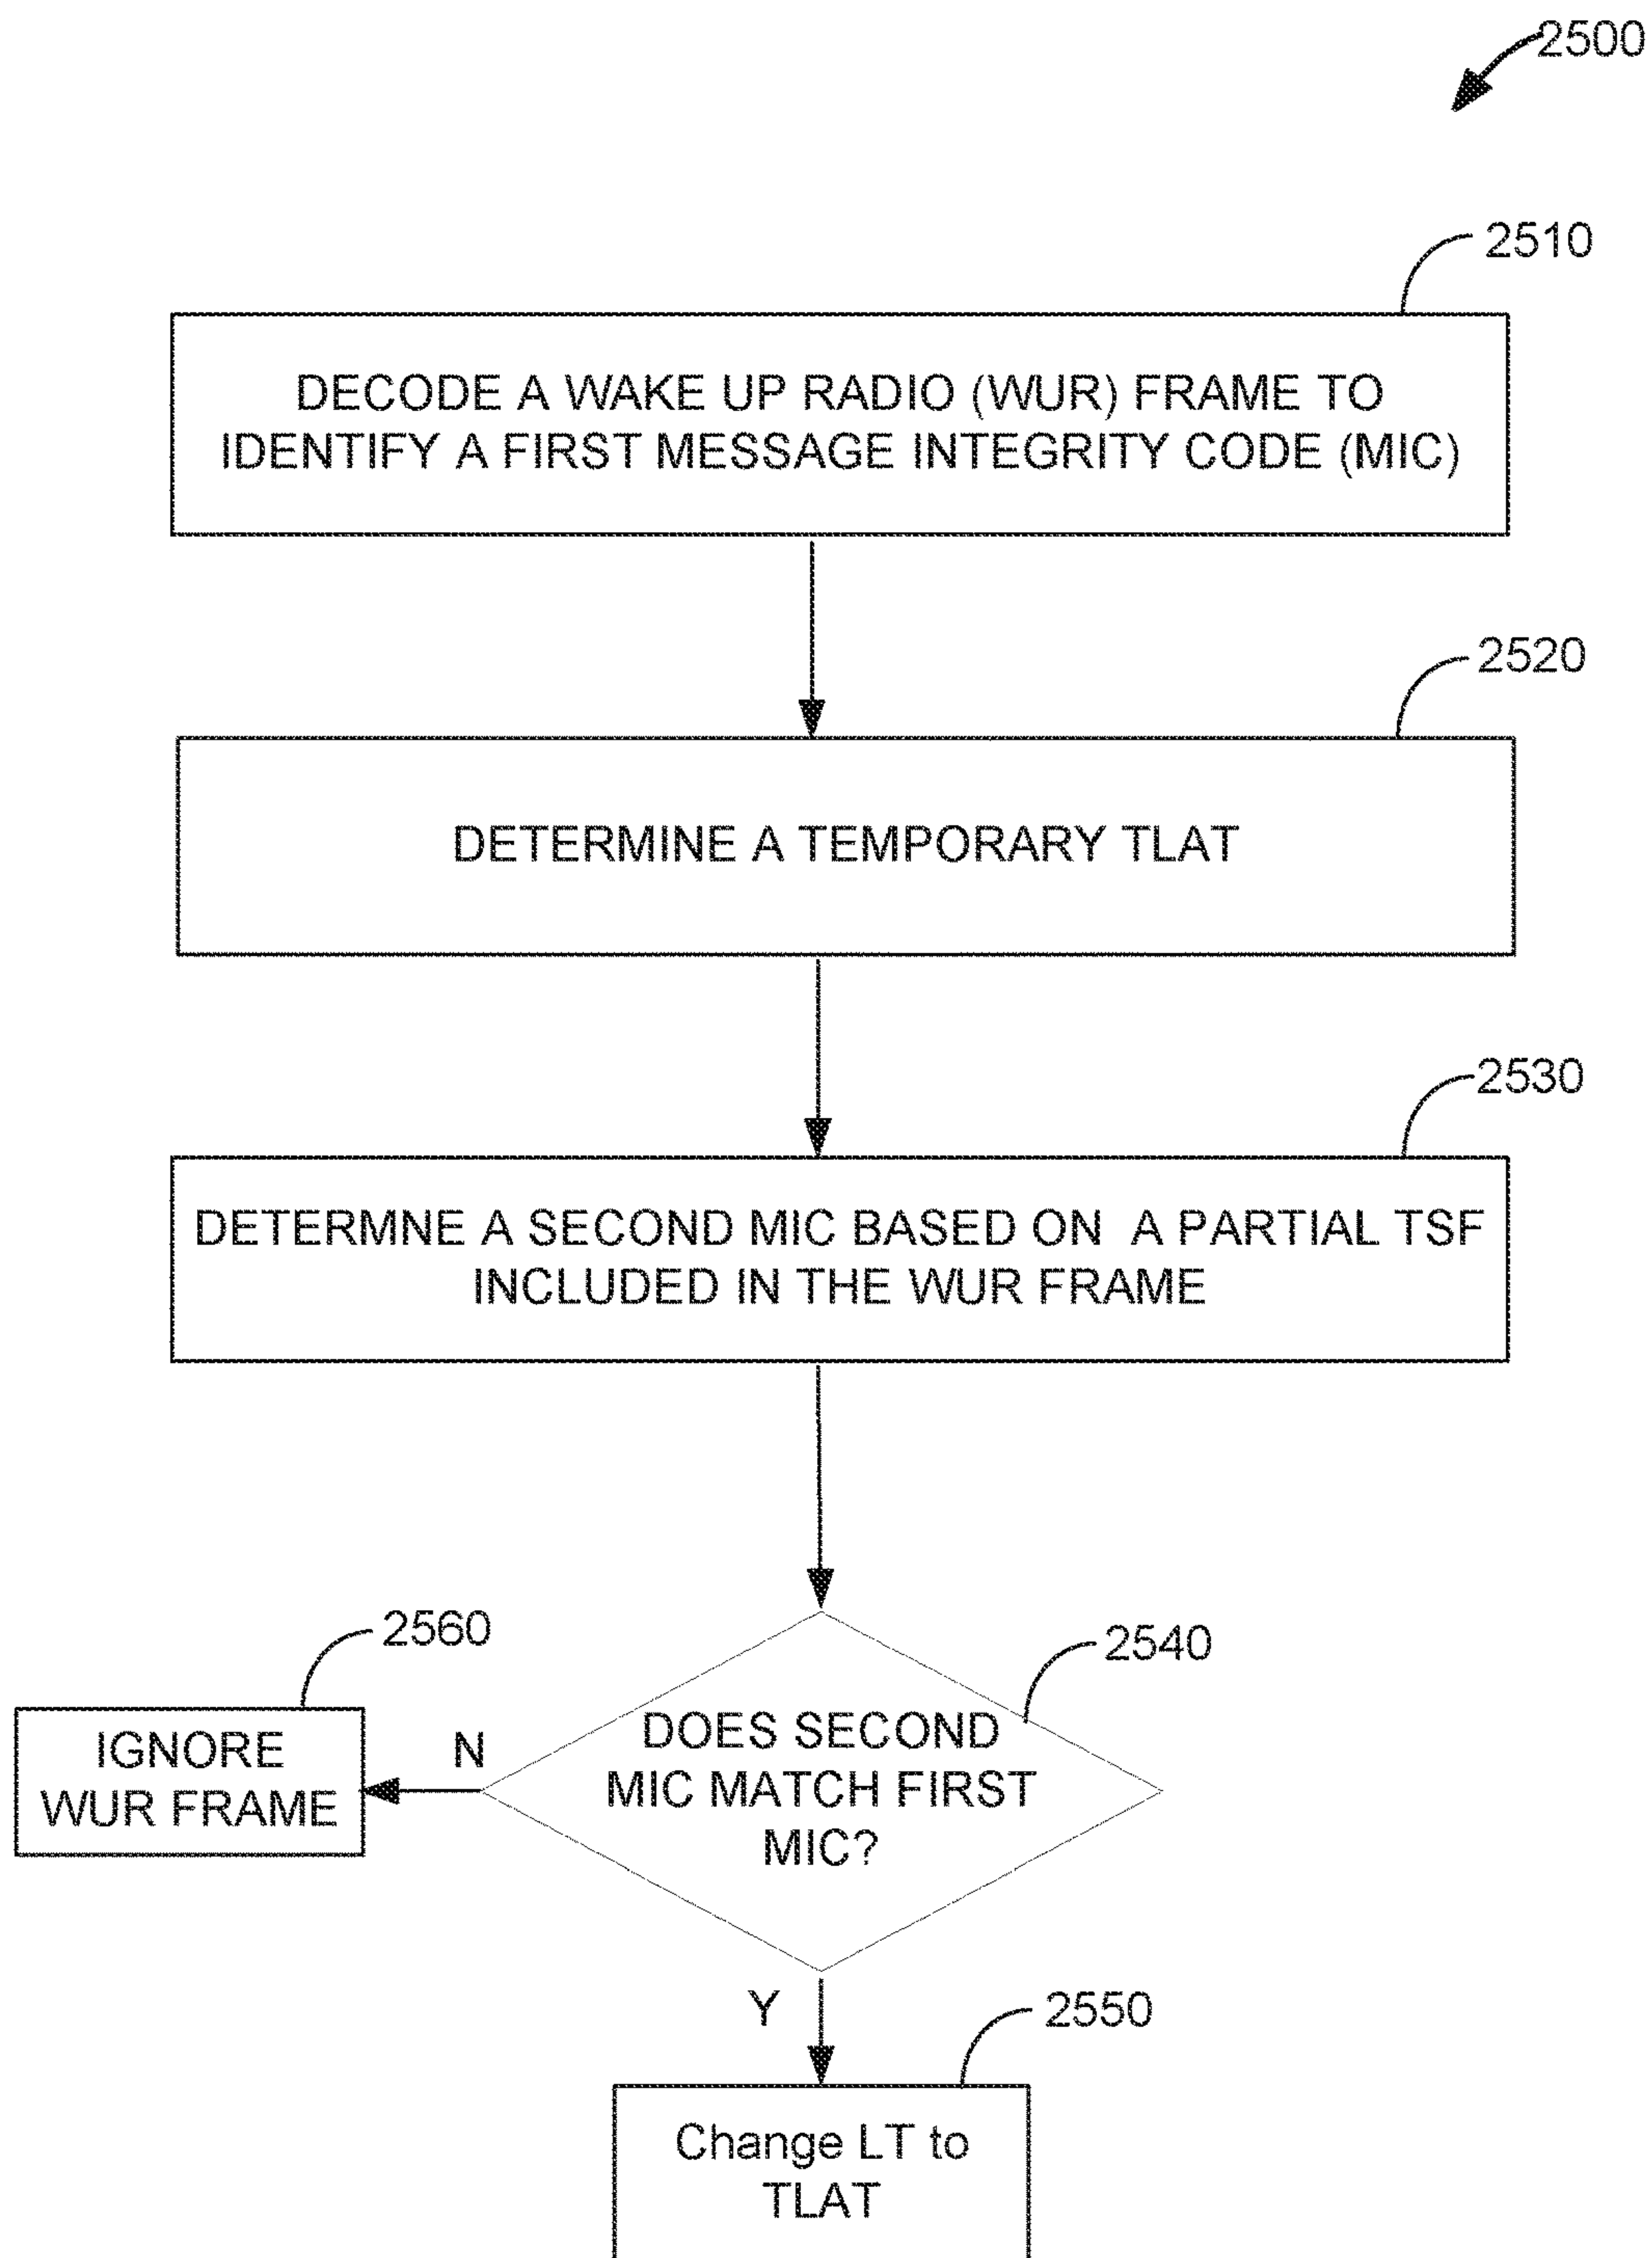 2500
2510
DECODE A WAKE UP RADIO (WUR) FRAME TO
IDENTIFY A FIRST MESSAGE INTEGRITY CODE (MIC)
2520
DETERMINE A TEMPORARY TLAT
2530
DETERMNE A SECOND MIC BASED ON A PARTIAL TSF
INCLUDED IN THE WUR FRAME
2560
2540
IGNORE
WUR FRAME
N
DOES SECOND
MIC MATCH FIRST
MIC?
Y
2550
Change LT to
TLAT